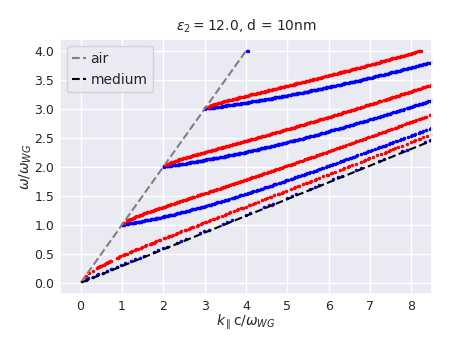 ε₂ = 12.0, d = 10nm
air
medium
4.0
3.5
3.0
2.5
2.0
1.5
1.0
0.5
0.0
ω/ω_WG
0 1 2 3 4 5 6 7 8
k_∥ c/ω_WG